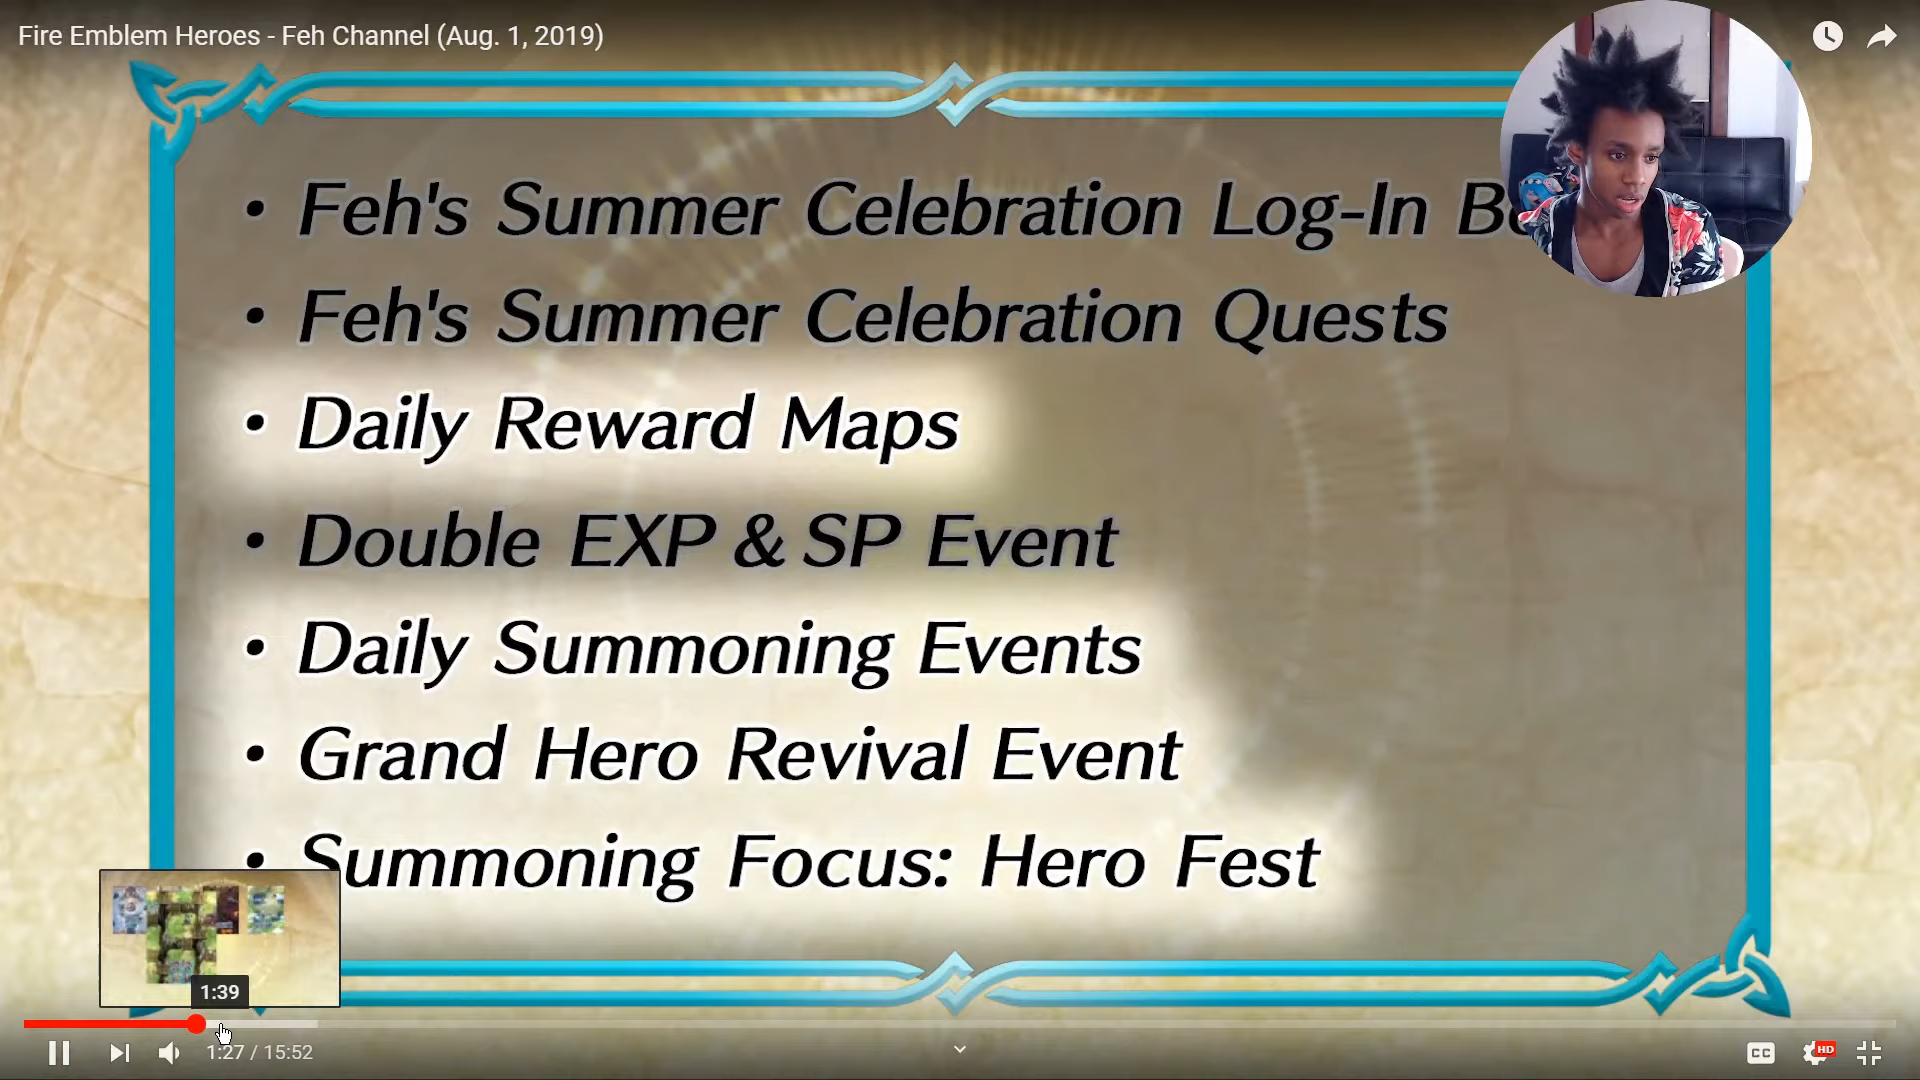 Fire Emblem Heroes - Feh Channel (Aug. 1, 2019)
• Feh's Summer Celebration Log-In
• Feh's Summer Celebration Quests
• Daily Reward Maps
• Double EXP & SP Event
• Daily Summoning Events
• Grand Hero Revival Event
• Summoning Focus: Hero Fest
1:39
1:27 / 15:52
CC
HD